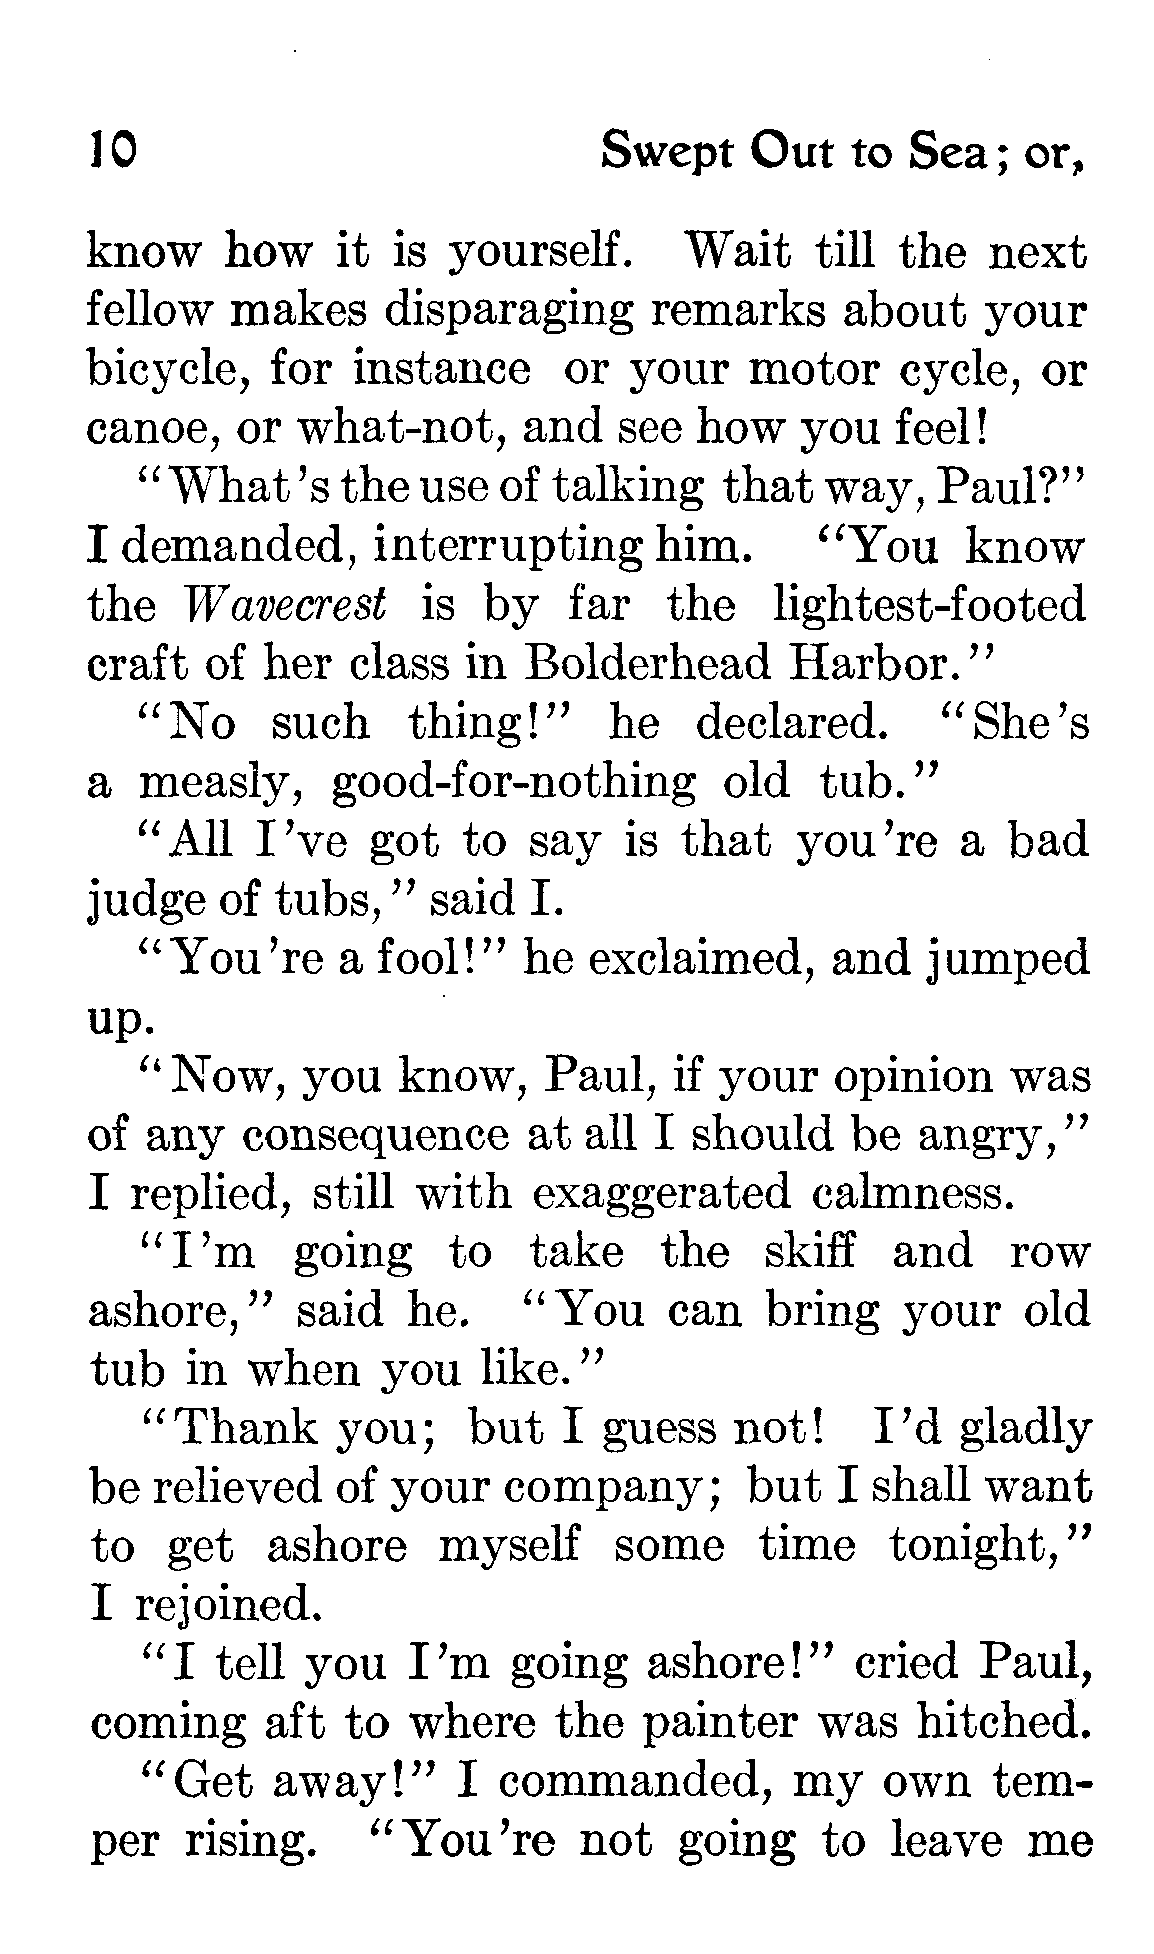 10 Swept Out to Sea; or,
know how it is yourself. Wait till the next
fellow makes disparaging remarks about your
bicycle, for instance or your motor cycle, or
canoe, or what-not, and see how you feel!
"What's the use of talking that way, Paul?"
I demanded, interrupting him. "You know
the Wavecrest is by far the lightest-footed
craft of her class in Bolderhead Harbor."
"No such thing!" he declared. "She's
a measly, good-for-nothing old tub."
"All I've got to say is that you're a bad
judge of tubs," said I.
"You're a fool!" he exclaimed, and jumped
up.
"Now, you know, Paul, if your opinion was
of any consequence at all I should be angry,"
I replied, still with exaggerated calmness.
"I'm going to take the skiff and row
ashore," said he. "You can bring your old
tub in when you like."
"Thank you; but I guess not! I'd gladly
be relieved of your company; but I shall want
to get ashore myself some time tonight,"
I rejoined.
"I tell you I'm going ashore!" cried Paul,
coming aft to where the painter was hitched.
"Get away!" I commanded, my own tem-
per rising. "You're not going to leave me